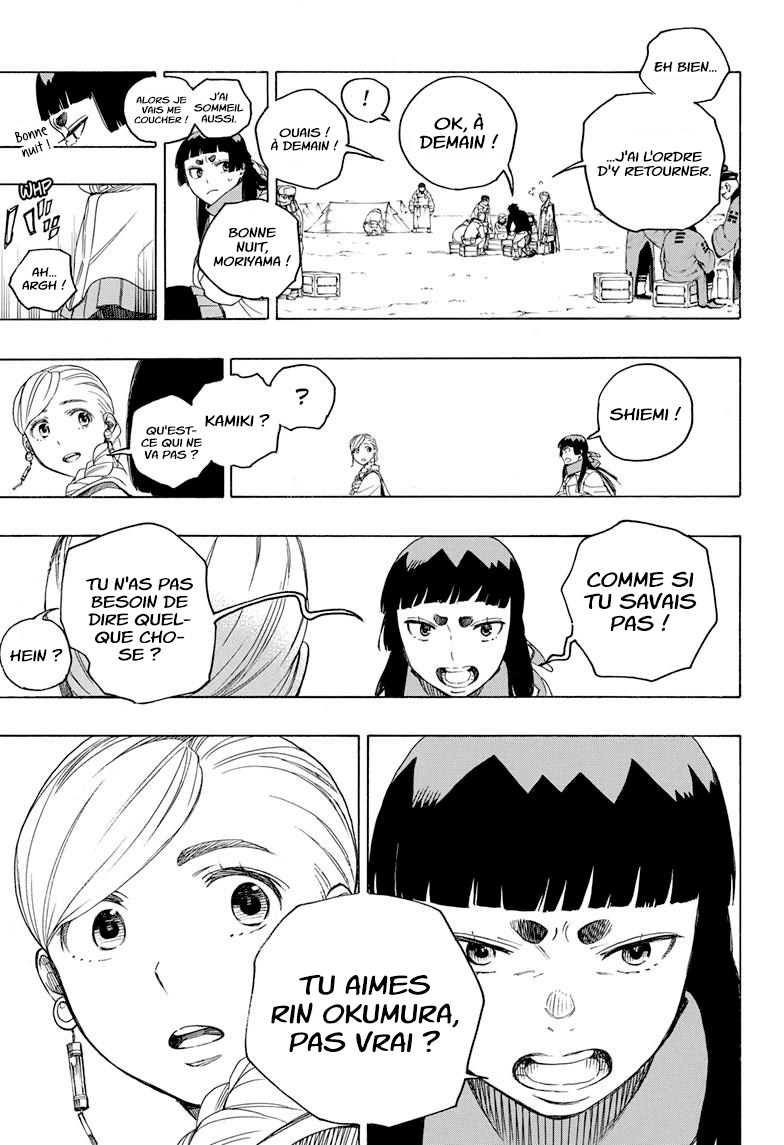 EH BIEN...
...J'AI L'ORDRE
D'Y RETOURNER.
OK, À
DEMAIN !
!
OUAIS !
À DEMAIN !
J'AI
SOMMEIL
AUSSI.
ALORS JE
VAIS ME
COUCHER !
BONNE
NUIT,
MORIYAMA !
Bonne
nuit !
WHP
AH...
ARGH !
SHIEMI !
?
KAMIKI ?
QU'EST-
CE QUI NE
VA PAS ?
COMME SI
TU SAVAIS
PAS !
TU N'AS PAS
BESOIN DE
DIRE QUEL-
QUE CHO-
SE ?
HEIN ?
TU AIMES
RIN OKUMURA,
PAS VRAI ?